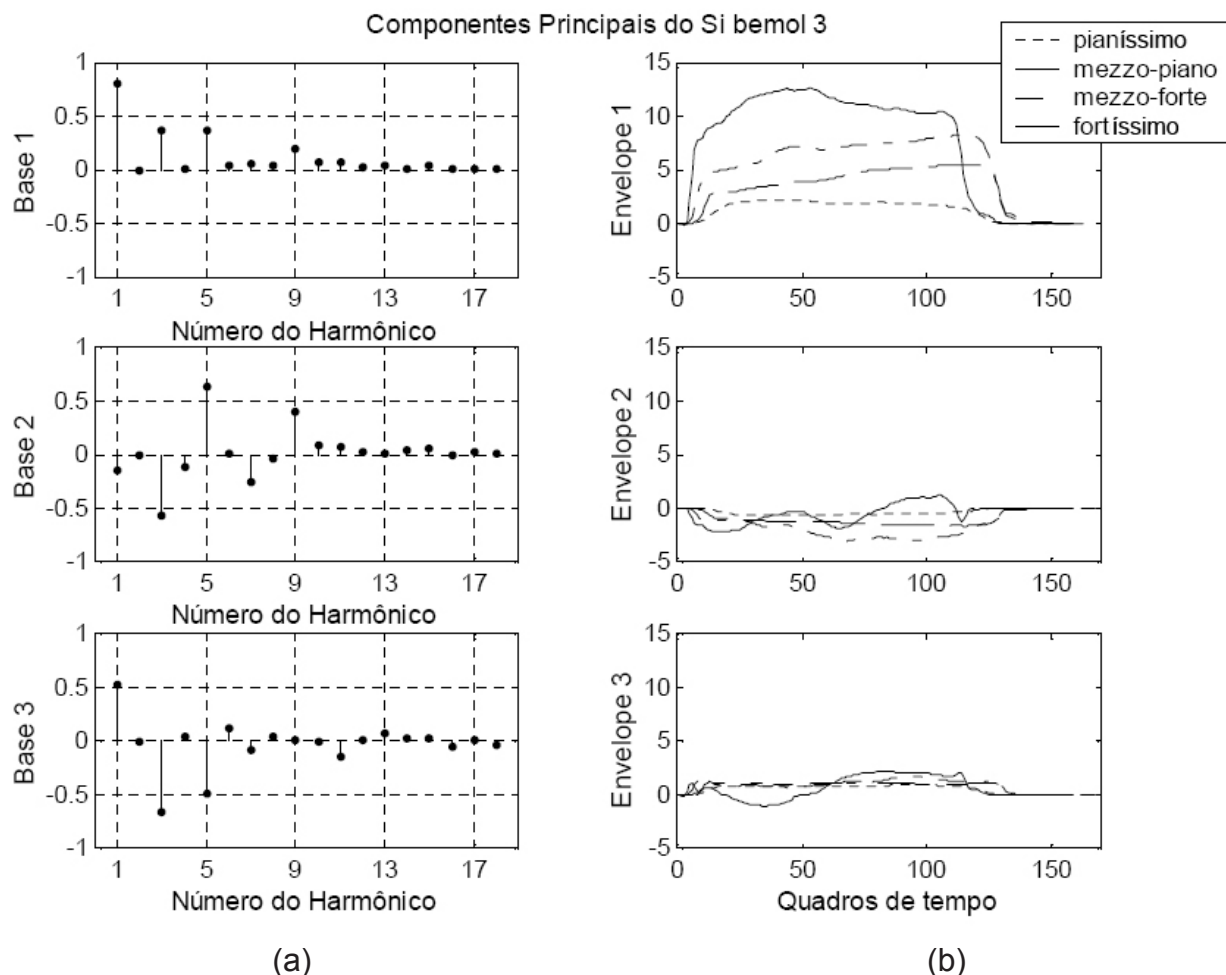 Componentes Principais do Si bemol 3
pianíssimo
mezzo-piano
mezzo-forte
fortíssimo
Base 1
1
0.5
0
-0.5
-1
1 5 9 13 17
Número do Harmônico
Envelope 1
15
10
5
0
-5
0 50 100 150
Base 2
1
0.5
0
-0.5
-1
1 5 9 13 17
Número do Harmônico
Envelope 2
15
10
5
0
-5
0 50 100 150
Base 3
1
0.5
0
-0.5
-1
1 5 9 13 17
Número do Harmônico
Envelope 3
15
10
5
0
-5
0 50 100 150
Quadros de tempo
(a)
(b)